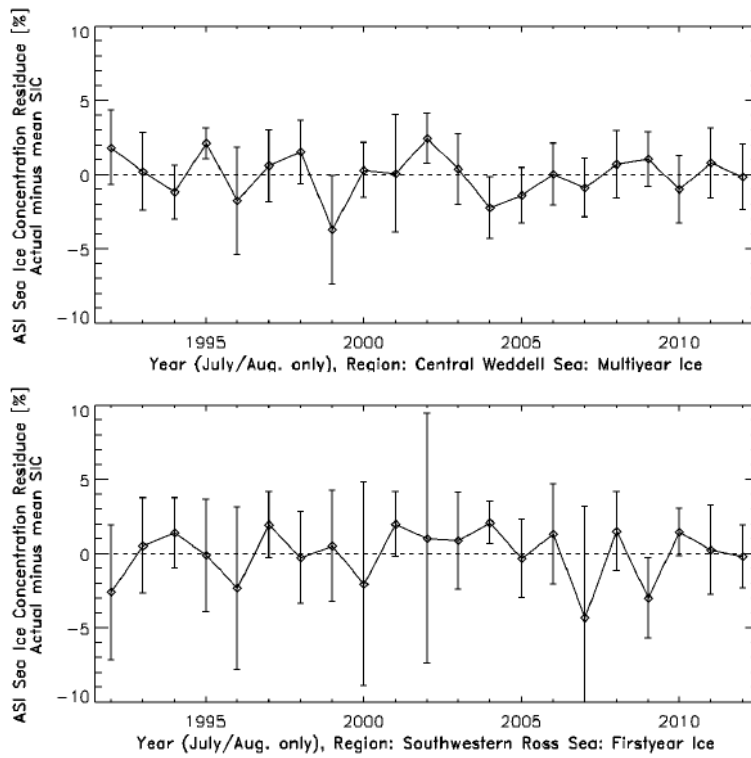 ASI Sea Ice Concentration Residuce [%]
Actual minus mean SIC
10
5
0
-5
-10
1995 2000 2005 2010
Year (July/Aug. only), Region: Central Weddell Sea: Multiyear Ice
ASI Sea Ice Concentration Residuce [%]
Actual minus mean SIC
10
5
0
-5
-10
1995 2000 2005 2010
Year (July/Aug. only), Region: Southwestern Ross Sea: Firstyear Ice